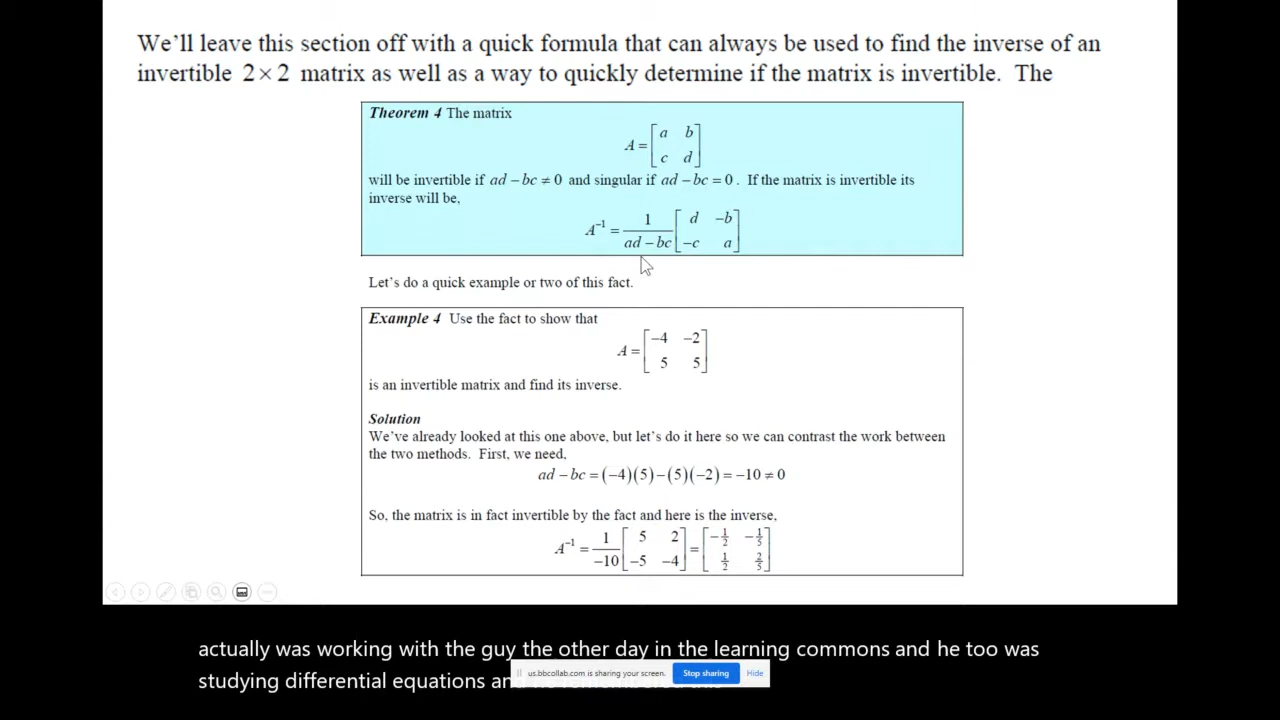 We'll leave this section off with a quick formula that can always be used to find the inverse of an
invertible 2 × 2 matrix as well as a way to quickly determine if the matrix is invertible. The
Theorem 4 The matrix
A = [ a b
c d ]
will be invertible if ad − bc ≠ 0 and singular if ad − bc = 0 . If the matrix is invertible its
inverse will be,
A⁻¹ = 1/(ad − bc) [ d −b
−c a ]
Let's do a quick example or two of this fact.
Example 4 Use the fact to show that
A = [ −4 −2
5 5 ]
is an invertible matrix and find its inverse.
Solution
We've already looked at this one above, but let's do it here so we can contrast the work between
the two methods. First, we need,
ad − bc = (−4)(5) − (5)(−2) = −10 ≠ 0
So, the matrix is in fact invertible by the fact and here is the inverse,
A⁻¹ = 1/−10 [ 5 2
−5 −4 ] = [ −1/2 −1/5
1/2 2/5 ]
actually was working with the guy the other day in the learning commons and he too was
studying differential equations
us.bbcollab.com is sharing your screen. Stop sharing Hide